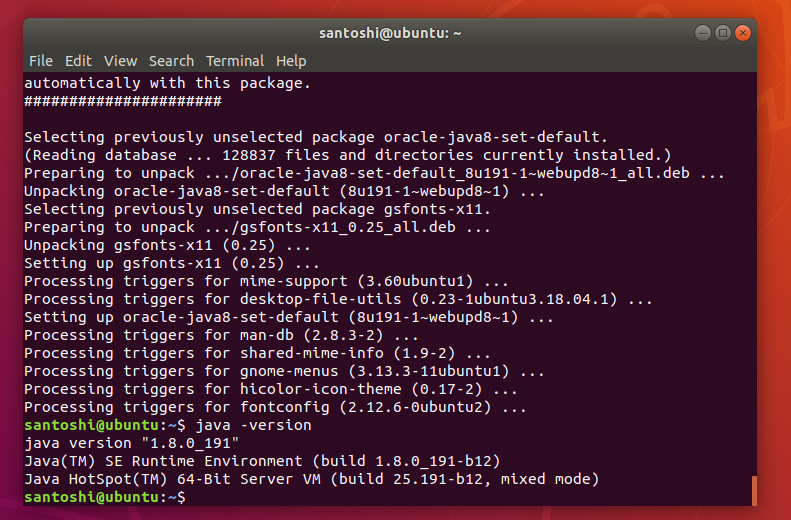 santoshi@ubuntu: ~
File Edit View Search Terminal Help
automatically with this package.
######################

Selecting previously unselected package oracle-java8-set-default.
(Reading database ... 128837 files and directories currently installed.)
Preparing to unpack .../oracle-java8-set-default_8u191-1~webupd8~1_all.deb ...
Unpacking oracle-java8-set-default (8u191-1~webupd8~1) ...
Selecting previously unselected package gsfonts-x11.
Preparing to unpack .../gsfonts-x11_0.25_all.deb ...
Unpacking gsfonts-x11 (0.25) ...
Setting up gsfonts-x11 (0.25) ...
Processing triggers for mime-support (3.60ubuntu1) ...
Processing triggers for desktop-file-utils (0.23-1ubuntu3.18.04.1) ...
Setting up oracle-java8-set-default (8u191-1~webupd8~1) ...
Processing triggers for man-db (2.8.3-2) ...
Processing triggers for shared-mime-info (1.9-2) ...
Processing triggers for gnome-menus (3.13.3-11ubuntu1) ...
Processing triggers for hicolor-icon-theme (0.17-2) ...
Processing triggers for fontconfig (2.12.6-0ubuntu2) ...
santoshi@ubuntu:~$ java -version
java version "1.8.0_191"
Java(TM) SE Runtime Environment (build 1.8.0_191-b12)
Java HotSpot(TM) 64-Bit Server VM (build 25.191-b12, mixed mode)
santoshi@ubuntu:~$